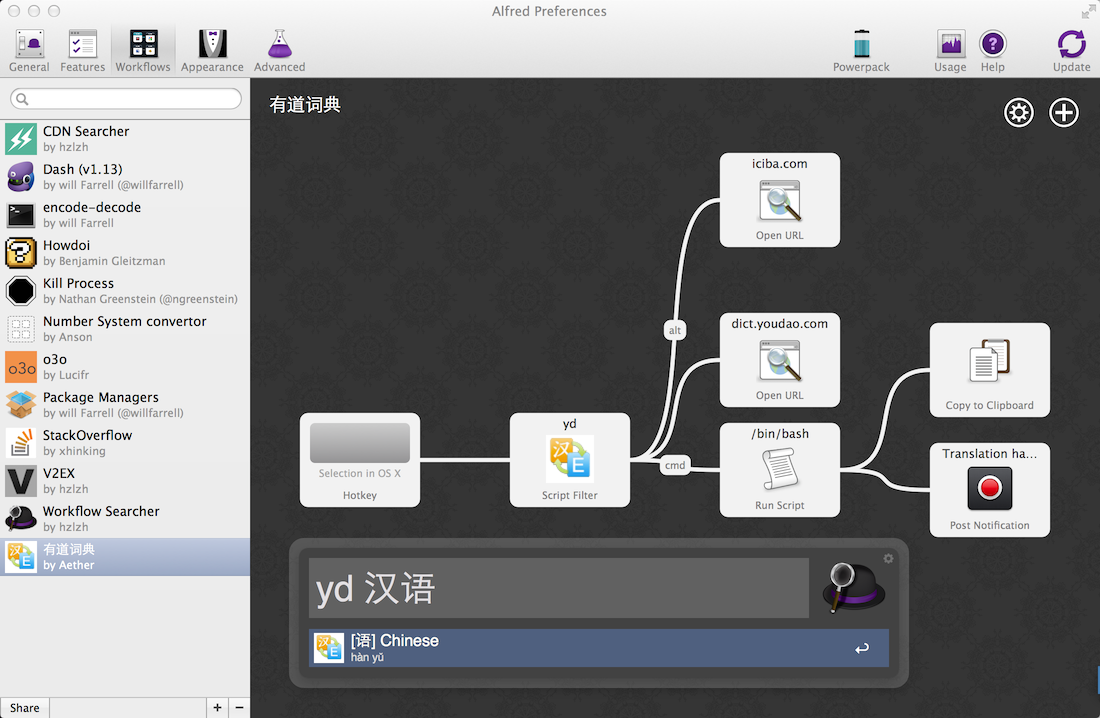 Alfred Preferences
General
Features
Workflows
Appearance
Advanced
Powerpack
Usage
Help
Update
CDN Searcher
by hzlzh
Dash (v1.13)
by will Farrell (@willfarrell)
encode-decode
by will Farrell
Howdoi
by Benjamin Gleitzman
Kill Process
by Nathan Greenstein (@ngreenstein)
Number System convertor
by Anson
o3o
o3o
by Lucifr
Package Managers
by will Farrell (@willfarrell)
StackOverflow
by xhinking
V2EX
by hzlzh
Workflow Searcher
by hzlzh
汉
E
有道词典
by Aether
Share
+
−
有道词典
iciba.com
Open URL
alt
dict.youdao.com
Open URL
Selection in OS X
Hotkey
yd
汉
E
Script Filter
cmd
/bin/bash
Run Script
Copy to Clipboard
Translation ha...
Post Notification
yd 汉语
汉
E
[语] Chinese
hàn yǔ